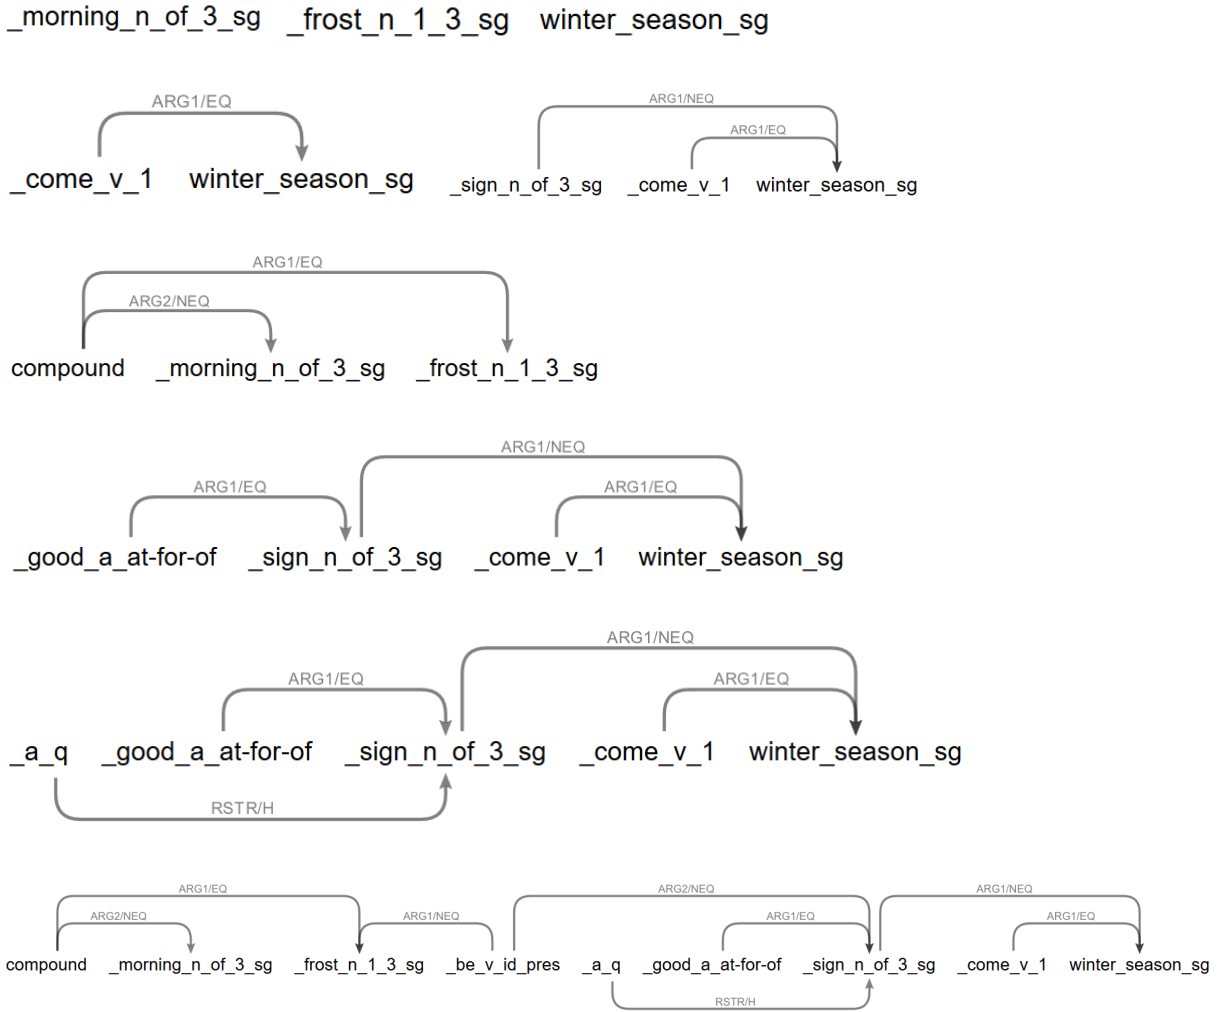 _morning_n_of_3_sg _frost_n_1_3_sg winter_season_sg
ARG1/EQ
_come_v_1 winter_season_sg
ARG1/NEQ
ARG1/EQ
_sign_n_of_3_sg _come_v_1 winter_season_sg
ARG1/EQ
ARG2/NEQ
compound _morning_n_of_3_sg _frost_n_1_3_sg
ARG1/NEQ
ARG1/EQ ARG1/EQ
_good_a_at-for-of _sign_n_of_3_sg _come_v_1 winter_season_sg
ARG1/NEQ
ARG1/EQ ARG1/EQ
_a_q _good_a_at-for-of _sign_n_of_3_sg _come_v_1 winter_season_sg
RSTR/H
ARG1/EQ ARG2/NEQ ARG1/NEQ
ARG2/NEQ ARG1/NEQ ARG1/EQ ARG1/EQ
compound _morning_n_of_3_sg _frost_n_1_3_sg _be_v_id_pres _a_q _good_a_at-for-of _sign_n_of_3_sg _come_v_1 winter_season_sg
RSTR/H